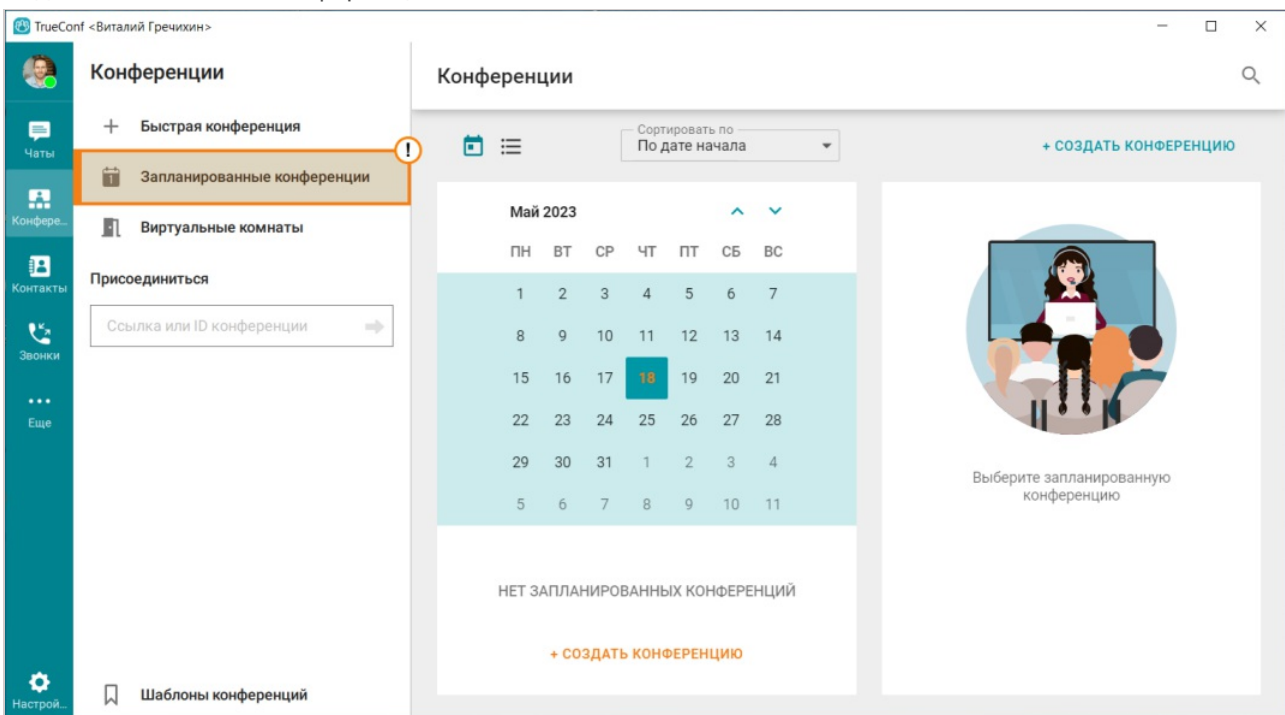 TrueConf <Виталий Гречихин>
Конференции
Конференции
Быстрая конференция
Сортировать по
По дате начала
+ СОЗДАТЬ КОНФЕРЕНЦИЮ
!
Чаты
1
Запланированные конференции
Конфере...
Виртуальные комнаты
Май 2023
ПН ВТ СР ЧТ ПТ СБ ВС
Контакты
Присоединиться
1 2 3 4 5 6 7
Ссылка или ID конференции
8 9 10 11 12 13 14
Звонки
15 16 17 18 19 20 21
Еще
22 23 24 25 26 27 28
29 30 31 1 2 3 4
5 6 7 8 9 10 11
Выберите запланированную
конференцию
НЕТ ЗАПЛАНИРОВАННЫХ КОНФЕРЕНЦИЙ
+ СОЗДАТЬ КОНФЕРЕНЦИЮ
Настрой...
Шаблоны конференций